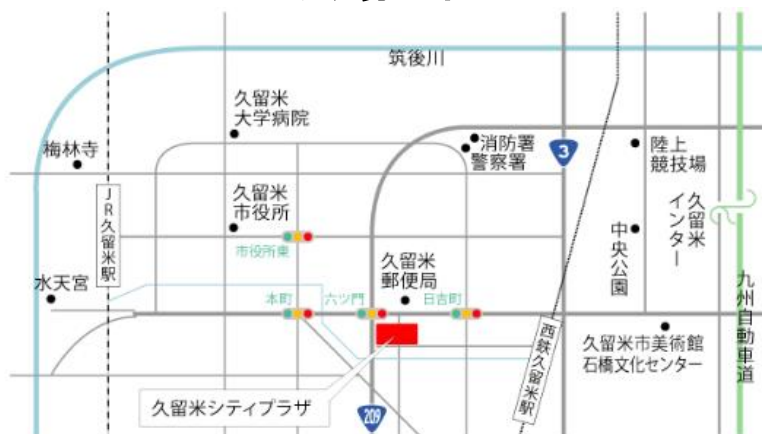 筑後川
久留米
大学病院
梅林寺
消防署
警察署
3
陸上
競技場
JR久留米駅
久留米
市役所
市役所東
久留米
インター
中央公園
水天宮
久留米
郵便局
本町
六ツ門
日吉町
九州自動車道
西鉄久留米駅
久留米市美術館
石橋文化センター
久留米シティプラザ
209